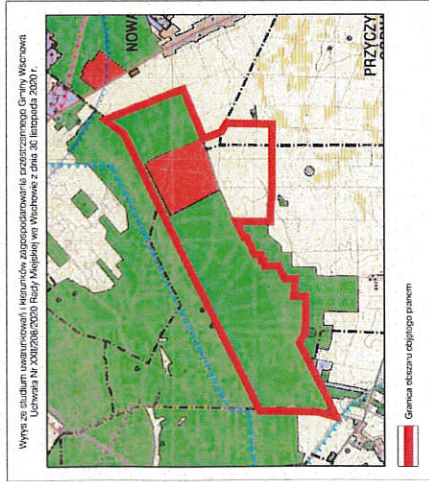 Wyrys ze studium uwarunkowań i kierunków zagospodarowania przestrzennego Gminy Wschowa
Uchwała Nr XXII/208/2020 Rady Miejskiej we Wschowie z dnia 30 listopada 2020 r.
NOWA
PRZYCZY
Granica obszaru objętego planem